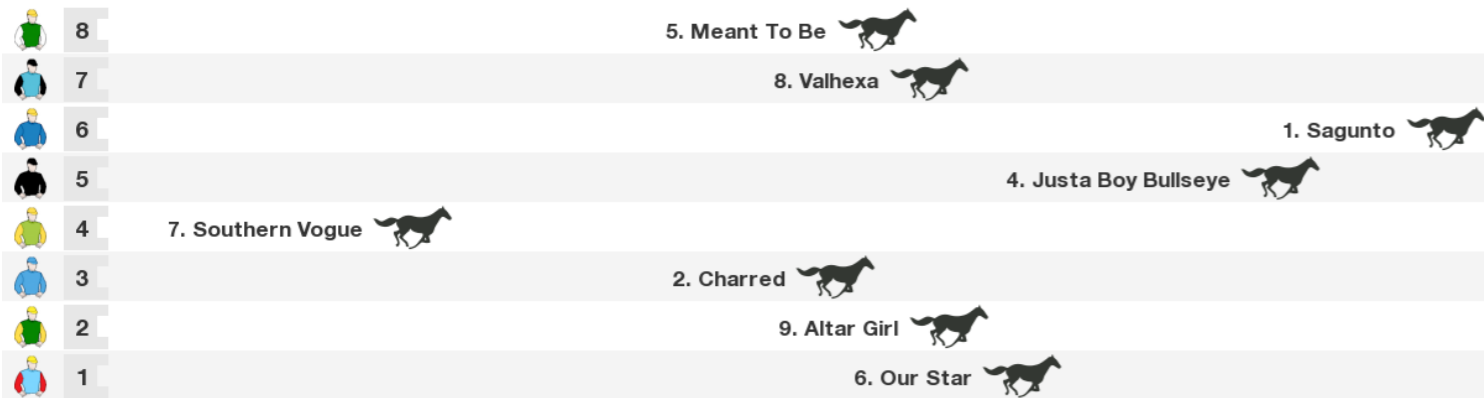 8 5. Meant To Be
7 8. Valhexa
6 1. Sagunto
5 4. Justa Boy Bullseye
4 7. Southern Vogue
3 2. Charred
2 9. Altar Girl
1 6. Our Star